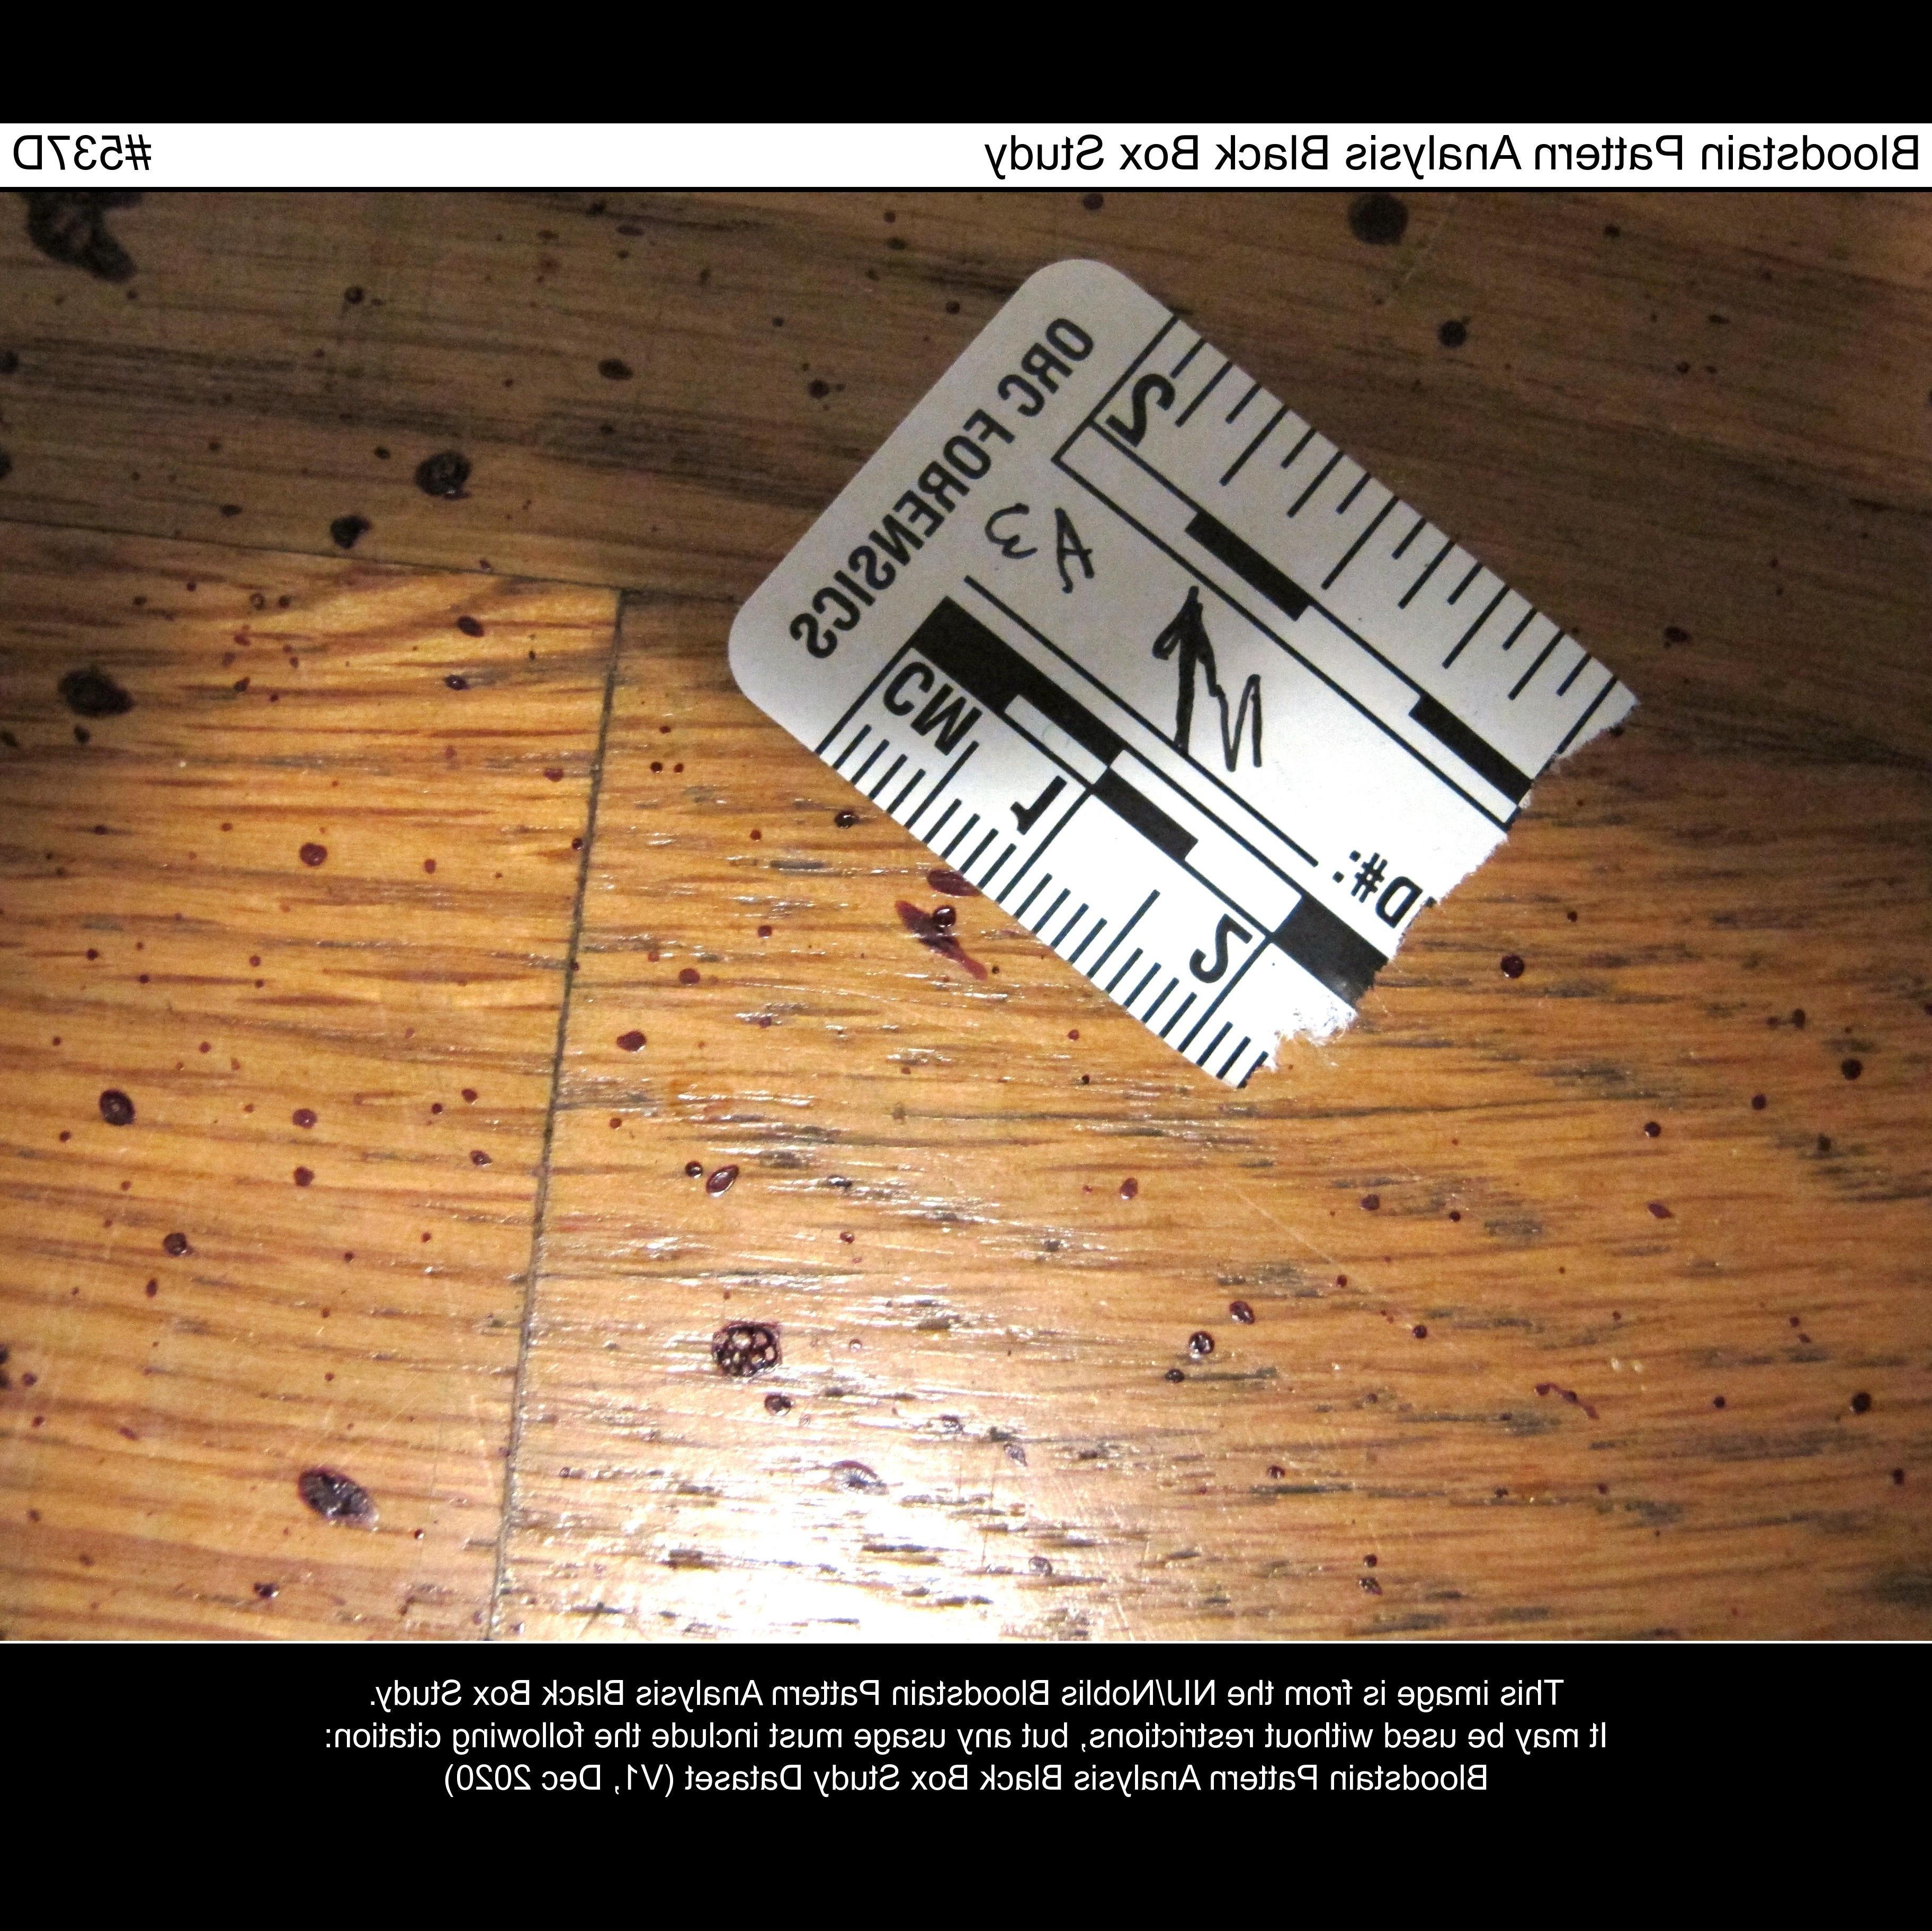 Bloodstain Pattern Analysis Black Box Study #537D
ORC FORENSICS
2
A3
N
CM 1 2
D#:
This image is from the NIJ/Noblis Bloodstain Pattern Analysis Black Box Study.
It may be used without restrictions, but any usage must include the following citation:
Bloodstain Pattern Analysis Black Box Study Dataset (V1, Dec 2020)